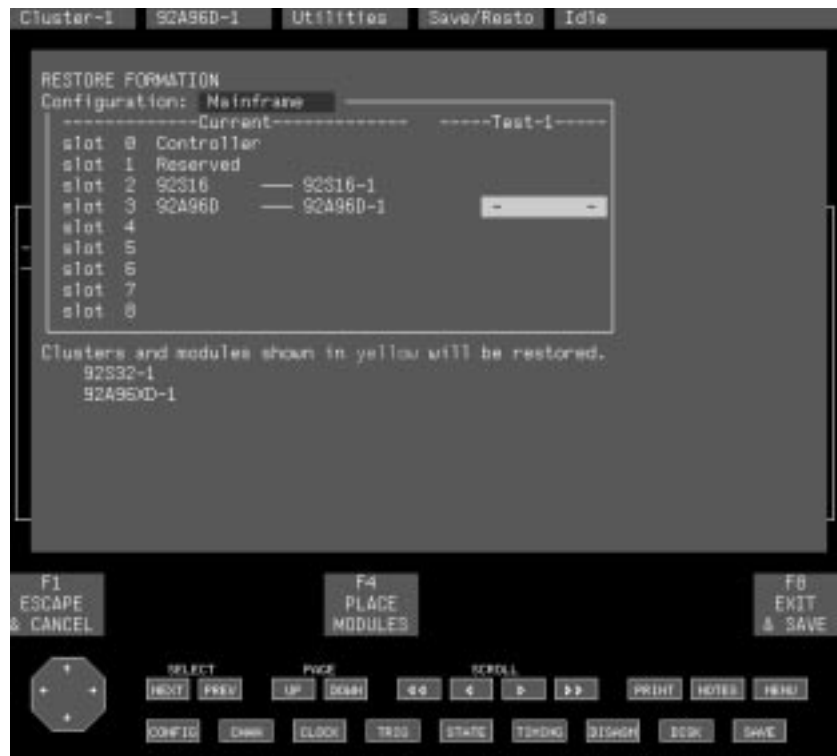 Cluster-1 92A96D-1 Utilities Save/Resto Idle
RESTORE FORMATION
Configuration: Mainframe
-------------Current------------- -----Test-1-----
slot 0 Controller
slot 1 Reserved
slot 2 92S16 —— 92S16-1
slot 3 92A96D —— 92A96D-1 - -
slot 4
slot 5
slot 6
slot 7
slot 8
Clusters and modules shown in yellow will be restored.
92S32-1
92A96XD-1
F1 F4 F8
ESCAPE PLACE EXIT
& CANCEL MODULES & SAVE
SELECT PAGE SCROLL
NEXT PREV UP DOWN PRINT NOTES MENU
CONFIG CHAN CLOCK TRIG STATE TIMING DISASM DISK SAVE